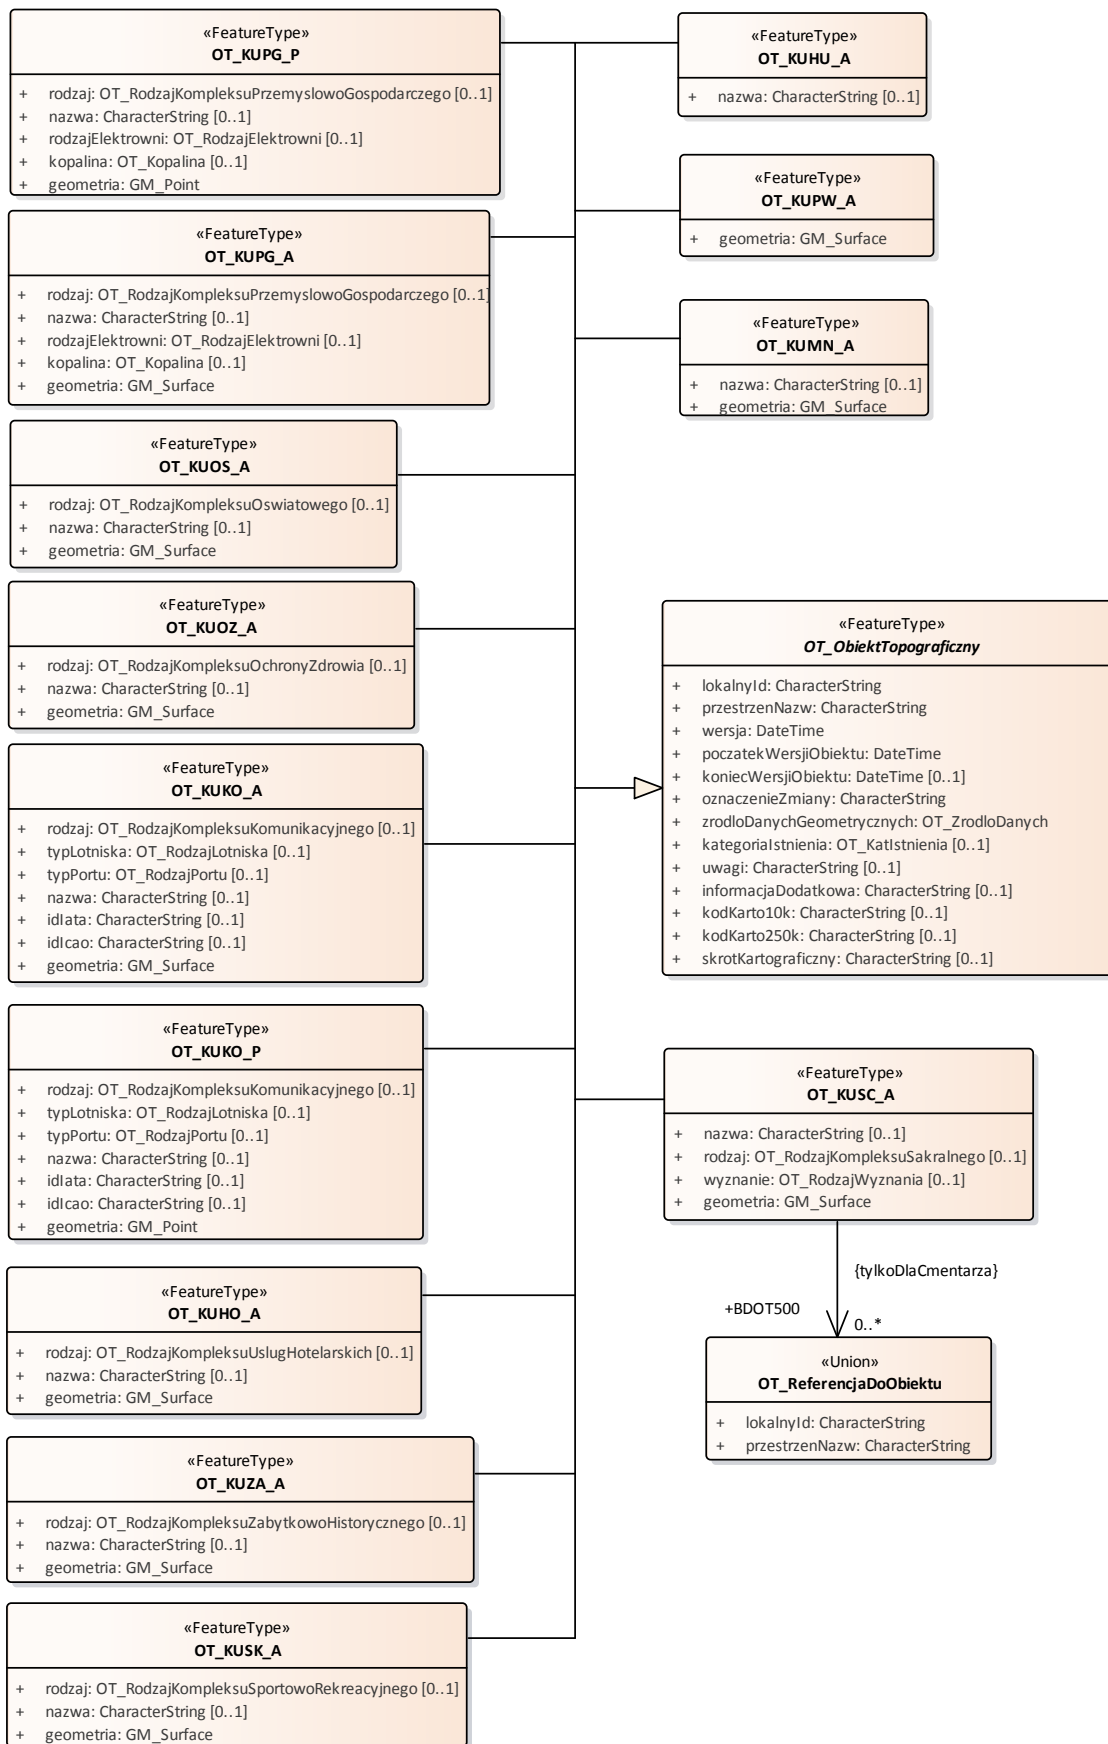 «FeatureType»
OT_KUPG_P
+ rodzaj: OT_RodzajKompleksuPrzemyslowoGospodarczego [0..1]
+ nazwa: CharacterString [0..1]
+ rodzajElektrowni: OT_RodzajElektrowni [0..1]
+ kopalina: OT_Kopalina [0..1]
+ geometria: GM_Point
«FeatureType»
OT_KUPG_A
+ rodzaj: OT_RodzajKompleksuPrzemyslowoGospodarczego [0..1]
+ nazwa: CharacterString [0..1]
+ rodzajElektrowni: OT_RodzajElektrowni [0..1]
+ kopalina: OT_Kopalina [0..1]
+ geometria: GM_Surface
«FeatureType»
OT_KUOS_A
+ rodzaj: OT_RodzajKompleksuOswiatowego [0..1]
+ nazwa: CharacterString [0..1]
+ geometria: GM_Surface
«FeatureType»
OT_KUOZ_A
+ rodzaj: OT_RodzajKompleksuOchronyZdrowia [0..1]
+ nazwa: CharacterString [0..1]
+ geometria: GM_Surface
«FeatureType»
OT_KUKO_A
+ rodzaj: OT_RodzajKompleksuKomunikacyjnego [0..1]
+ typLotniska: OT_RodzajLotniska [0..1]
+ typPortu: OT_RodzajPortu [0..1]
+ nazwa: CharacterString [0..1]
+ idIata: CharacterString [0..1]
+ idIcao: CharacterString [0..1]
+ geometria: GM_Surface
«FeatureType»
OT_KUKO_P
+ rodzaj: OT_RodzajKompleksuKomunikacyjnego [0..1]
+ typLotniska: OT_RodzajLotniska [0..1]
+ typPortu: OT_RodzajPortu [0..1]
+ nazwa: CharacterString [0..1]
+ idIata: CharacterString [0..1]
+ idIcao: CharacterString [0..1]
+ geometria: GM_Point
«FeatureType»
OT_KUHO_A
+ rodzaj: OT_RodzajKompleksuUslugHotelarskich [0..1]
+ nazwa: CharacterString [0..1]
+ geometria: GM_Surface
«FeatureType»
OT_KUZA_A
+ rodzaj: OT_RodzajKompleksuZabytkowoHistorycznego [0..1]
+ nazwa: CharacterString [0..1]
+ geometria: GM_Surface
«FeatureType»
OT_KUSK_A
+ rodzaj: OT_RodzajKompleksuSportowoRekreacyjnego [0..1]
+ nazwa: CharacterString [0..1]
+ geometria: GM_Surface
«FeatureType»
OT_KUHU_A
+ nazwa: CharacterString [0..1]
«FeatureType»
OT_KUPW_A
+ geometria: GM_Surface
«FeatureType»
OT_KUMN_A
+ nazwa: CharacterString [0..1]
+ geometria: GM_Surface
«FeatureType»
OT_ObiektTopograficzny
+ lokalnyId: CharacterString
+ przestrzenNazw: CharacterString
+ wersja: DateTime
+ poczatekWersjiObiektu: DateTime
+ koniecWersjiObiektu: DateTime [0..1]
+ oznaczenieZmiany: CharacterString
+ zrodloDanychGeometrycznych: OT_ZrodloDanych
+ kategoriaIstnienia: OT_KatIstnienia [0..1]
+ uwagi: CharacterString [0..1]
+ informacjaDodatkowa: CharacterString [0..1]
+ kodKarto10k: CharacterString [0..1]
+ kodKarto250k: CharacterString [0..1]
+ skrotKartograficzny: CharacterString [0..1]
«FeatureType»
OT_KUSC_A
+ nazwa: CharacterString [0..1]
+ rodzaj: OT_RodzajKompleksuSakralnego [0..1]
+ wyznanie: OT_RodzajWyznania [0..1]
+ geometria: GM_Surface
{tylkoDlaCmentarza}
+BDOT500
0..*
«Union»
OT_ReferencjaDoObiektu
+ lokalnyId: CharacterString
+ przestrzenNazw: CharacterString